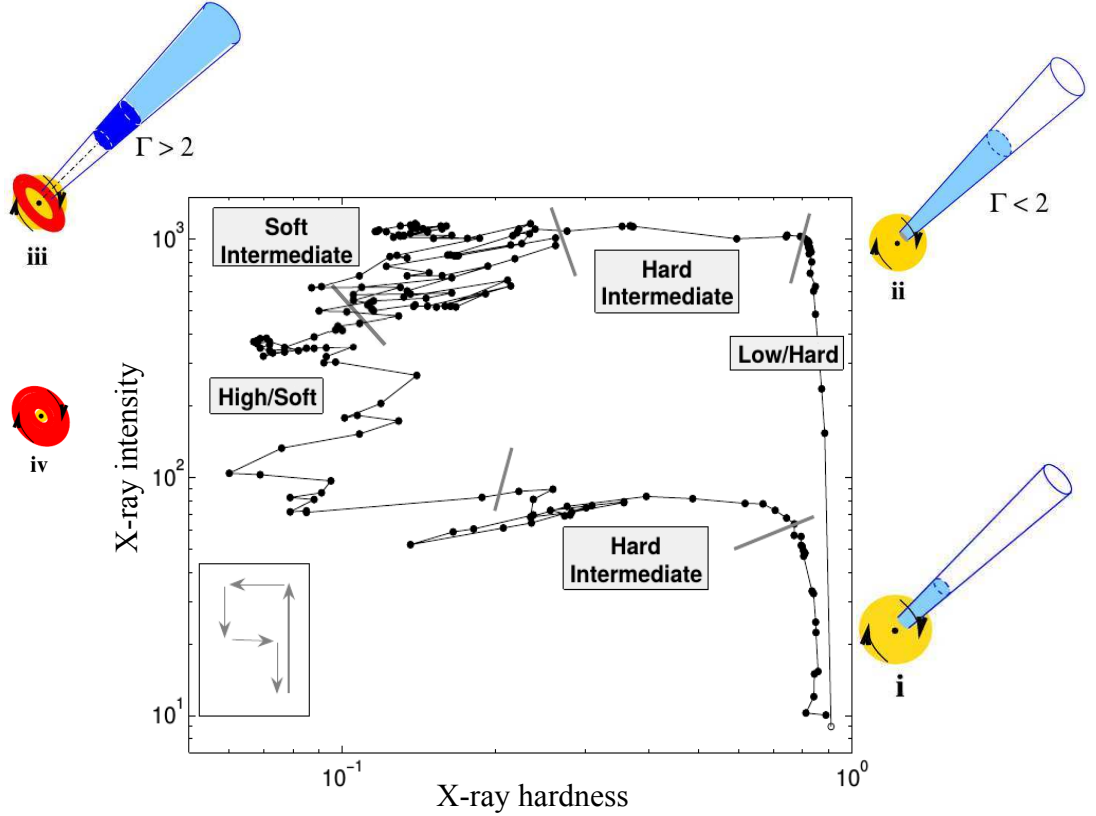 Γ > 2
iii
Γ < 2
ii
10³
Soft
Intermediate
Hard
Intermediate
Low/Hard
High/Soft
iv
X-ray intensity
10²
Hard
Intermediate
i
10¹
10⁻¹
10⁰
X-ray hardness